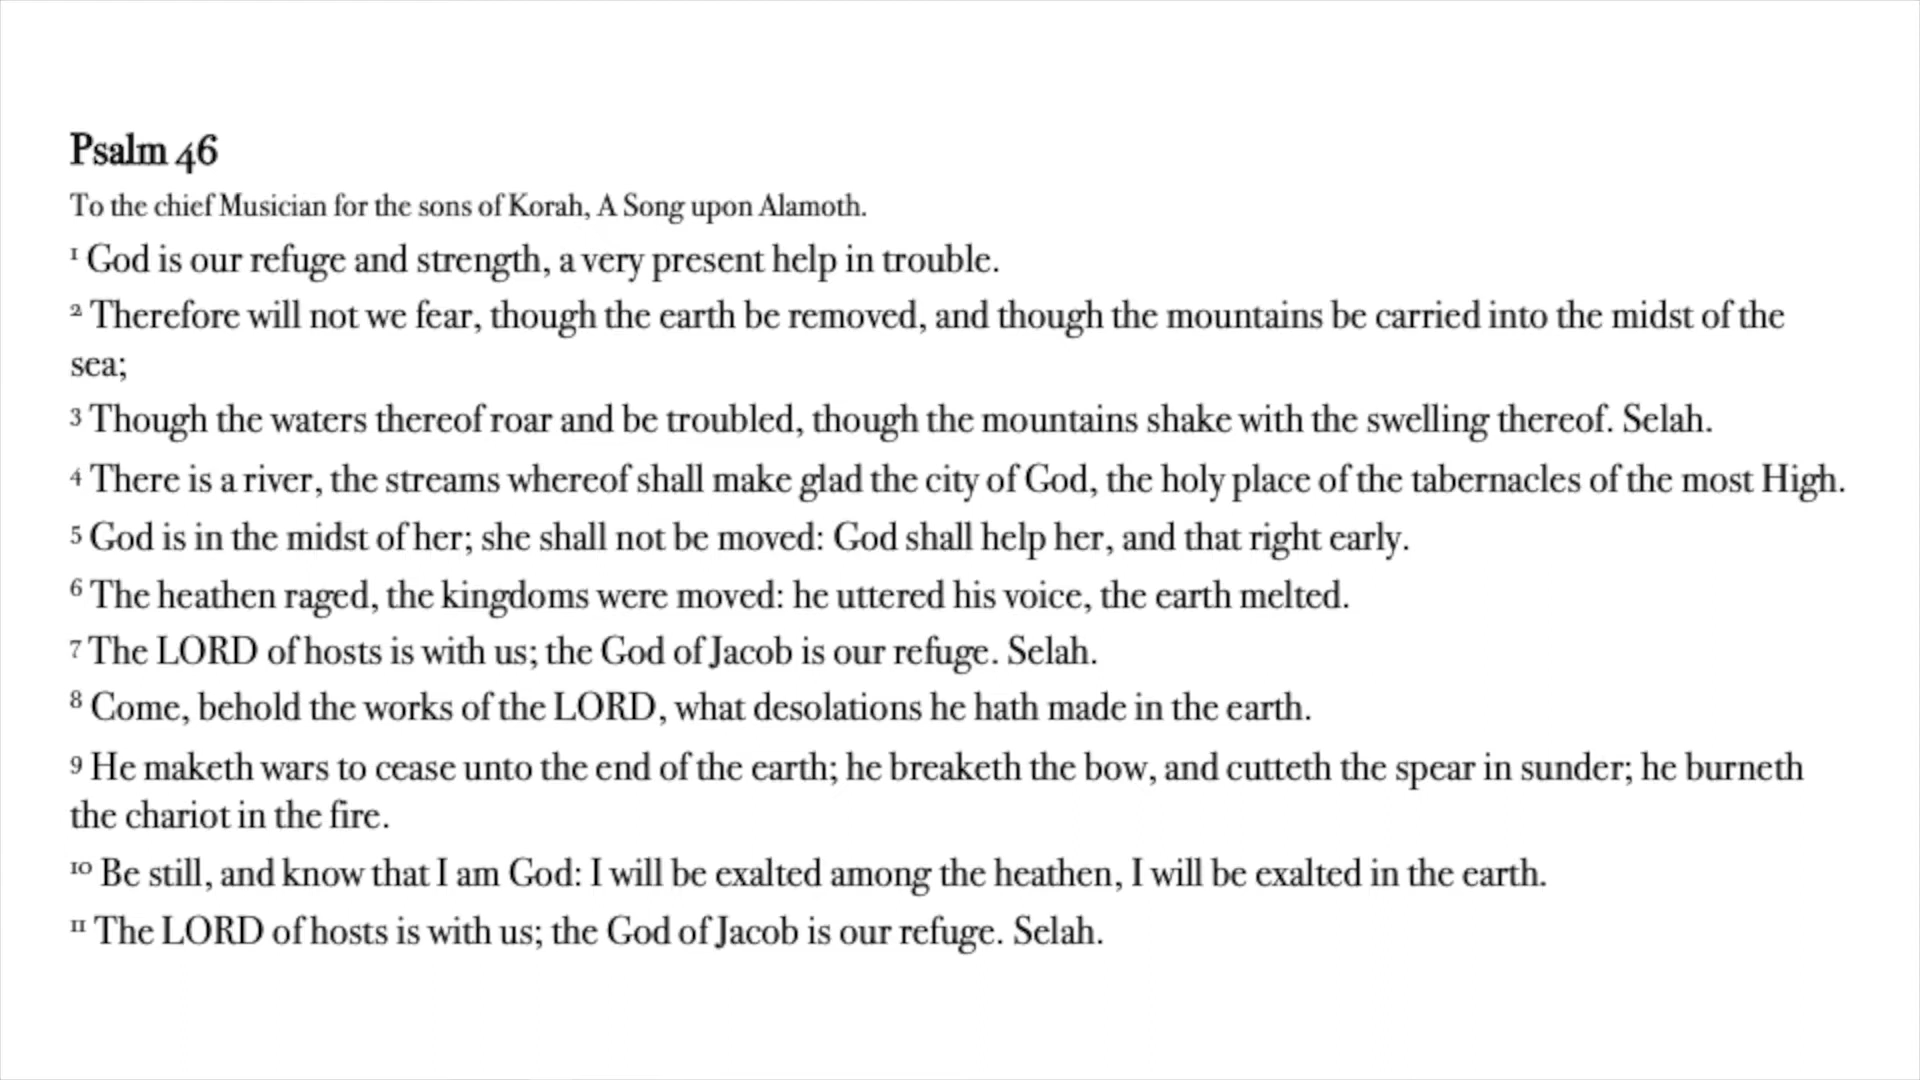 Psalm 46
To the chief Musician for the sons of Korah, A Song upon Alamoth.
1 God is our refuge and strength, a very present help in trouble.
2 Therefore will not we fear, though the earth be removed, and though the mountains be carried into the midst of the
sea;
3 Though the waters thereof roar and be troubled, though the mountains shake with the swelling thereof. Selah.
4 There is a river, the streams whereof shall make glad the city of God, the holy place of the tabernacles of the most High.
5 God is in the midst of her; she shall not be moved: God shall help her, and that right early.
6 The heathen raged, the kingdoms were moved: he uttered his voice, the earth melted.
7 The LORD of hosts is with us; the God of Jacob is our refuge. Selah.
8 Come, behold the works of the LORD, what desolations he hath made in the earth.
9 He maketh wars to cease unto the end of the earth; he breaketh the bow, and cutteth the spear in sunder; he burneth
the chariot in the fire.
10 Be still, and know that I am God: I will be exalted among the heathen, I will be exalted in the earth.
11 The LORD of hosts is with us; the God of Jacob is our refuge. Selah.